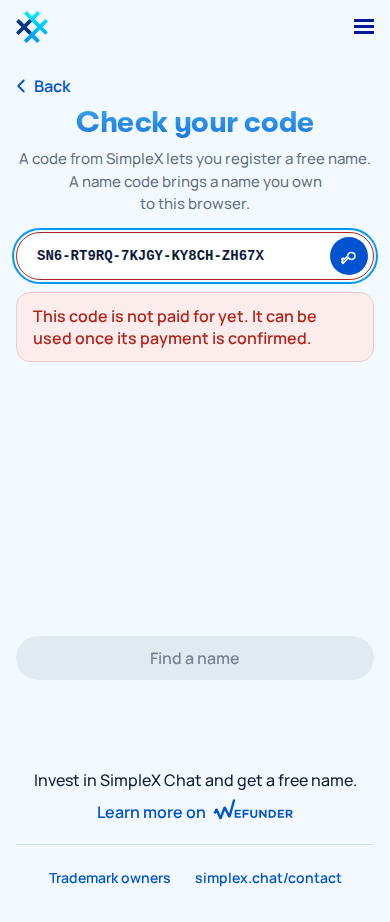 Back
Check your code
A code from SimpleX lets you register a free name.
A name code brings a name you own
to this browser.
SN6-RT9RQ-7KJGY-KY8CH-ZH67X
This code is not paid for yet. It can be
used once its payment is confirmed.
Find a name
Invest in SimpleX Chat and get a free name.
Learn more on WEFUNDER
Trademark owners simplex.chat/contact